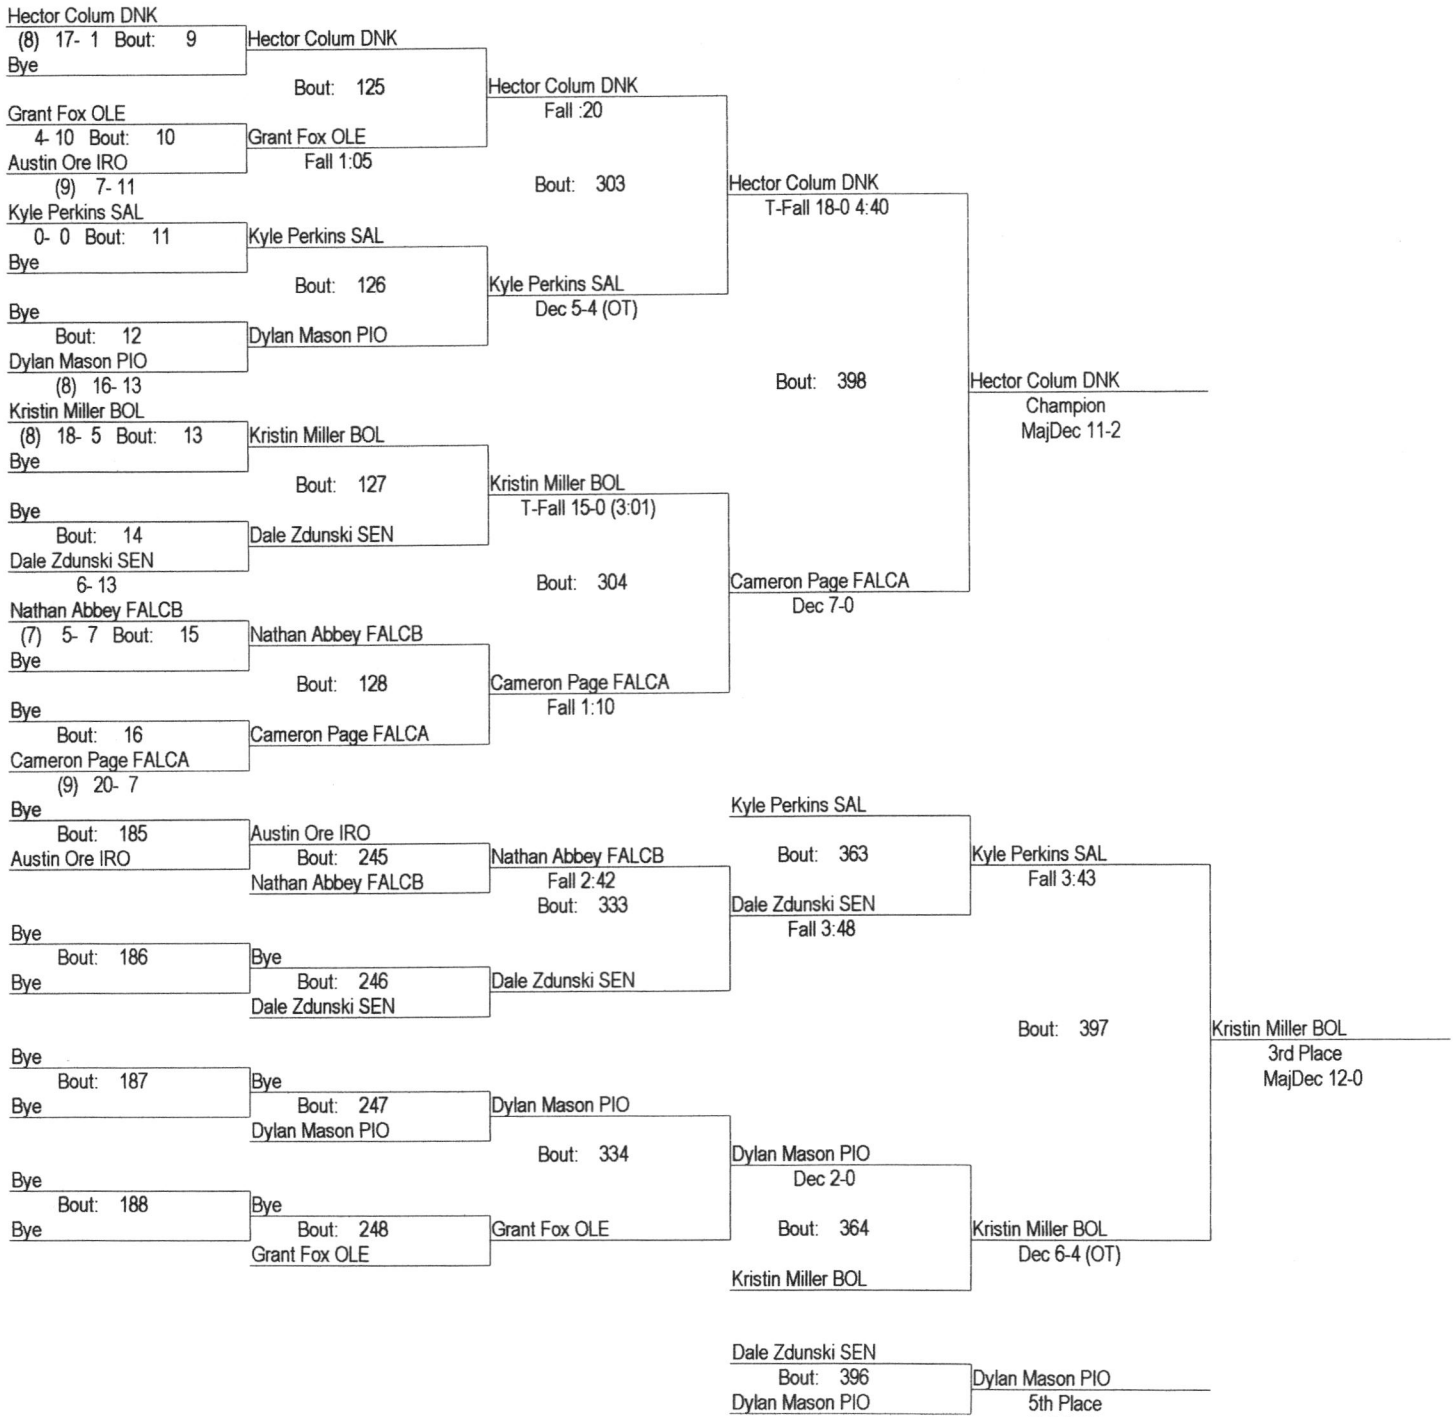 Hector Colum DNK
(8) 17- 1 Bout: 9
Bye
Hector Colum DNK
Bout: 125
Grant Fox OLE
4- 10 Bout: 10
Austin Ore IRO
(9) 7- 11
Grant Fox OLE
Fall 1:05
Hector Colum DNK
Fall :20
Bout: 303
Kyle Perkins SAL
0- 0 Bout: 11
Bye
Kyle Perkins SAL
Bout: 126
Bye
Bout: 12
Dylan Mason PIO
(8) 16- 13
Dylan Mason PIO
Kyle Perkins SAL
Dec 5-4 (OT)
Hector Colum DNK
T-Fall 18-0 4:40
Bout: 398
Hector Colum DNK
Champion
MajDec 11-2
Kristin Miller BOL
(8) 18- 5 Bout: 13
Bye
Kristin Miller BOL
Bout: 127
Bye
Bout: 14
Dale Zdunski SEN
6- 13
Dale Zdunski SEN
Kristin Miller BOL
T-Fall 15-0 (3:01)
Bout: 304
Cameron Page FALCA
Dec 7-0
Nathan Abbey FALCB
(7) 5- 7 Bout: 15
Bye
Nathan Abbey FALCB
Bout: 128
Bye
Bout: 16
Cameron Page FALCA
(9) 20- 7
Cameron Page FALCA
Cameron Page FALCA
Fall 1:10
Bye
Bout: 185
Austin Ore IRO
Austin Ore IRO
Bout: 245
Nathan Abbey FALCB
Nathan Abbey FALCB
Fall 2:42
Bout: 333
Kyle Perkins SAL
Bout: 363
Dale Zdunski SEN
Fall 3:48
Kyle Perkins SAL
Fall 3:43
Bye
Bout: 186
Bye
Bye
Bout: 246
Dale Zdunski SEN
Dale Zdunski SEN
Bout: 397
Kristin Miller BOL
3rd Place
MajDec 12-0
Bye
Bout: 187
Bye
Bye
Bout: 247
Dylan Mason PIO
Dylan Mason PIO
Bout: 334
Dylan Mason PIO
Dec 2-0
Bout: 364
Kristin Miller BOL
Kristin Miller BOL
Dec 6-4 (OT)
Bye
Bout: 188
Bye
Bye
Bout: 248
Grant Fox OLE
Grant Fox OLE
Dale Zdunski SEN
Bout: 396
Dylan Mason PIO
Dylan Mason PIO
5th Place